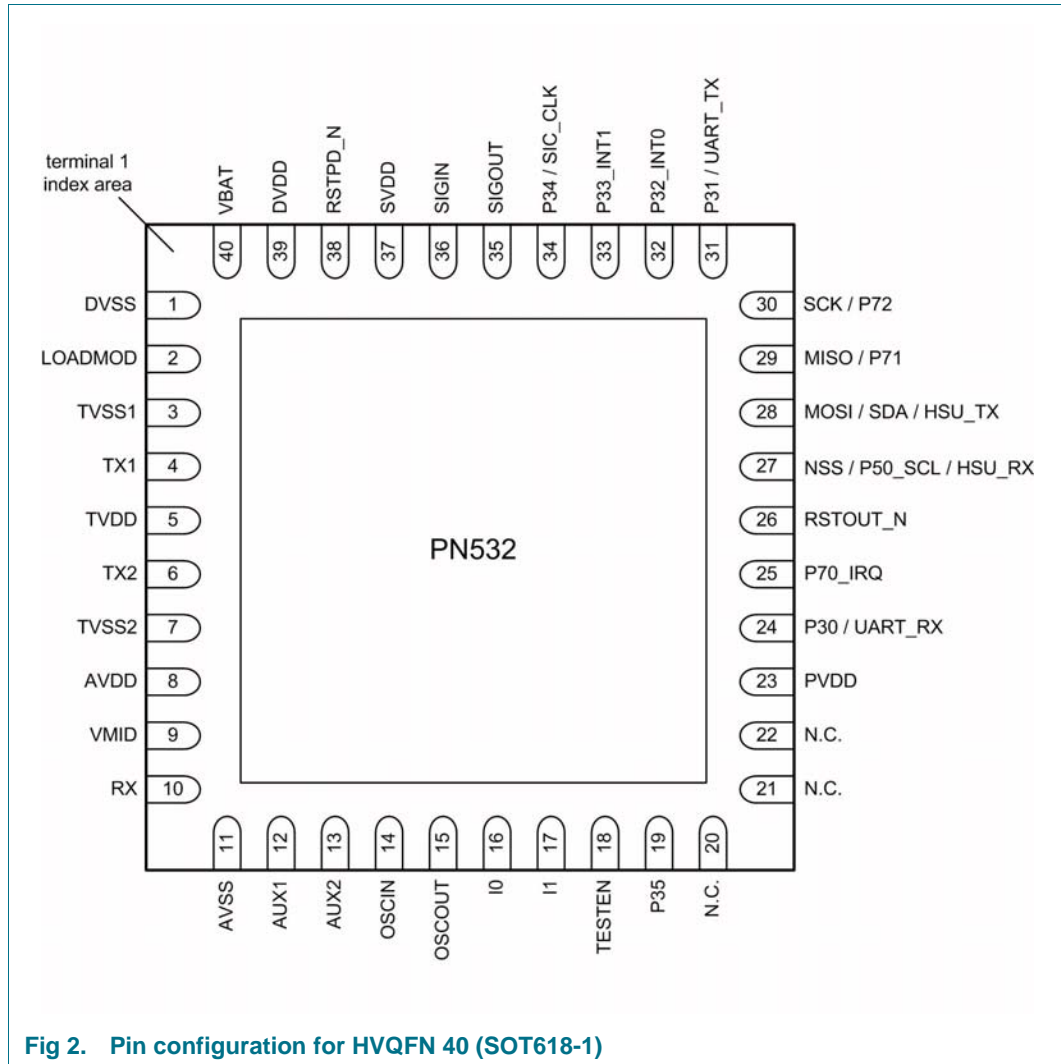 terminal 1
index area
VBAT
DVDD
RSTPD_N
SVDD
SIGIN
SIGOUT
P34 / SIC_CLK
P33_INT1
P32_INT0
P31 / UART_TX
40
39
38
37
36
35
34
33
32
31
DVSS 1
LOADMOD 2
TVSS1 3
TX1 4
TVDD 5
TX2 6
TVSS2 7
AVDD 8
VMID 9
RX 10
PN532
30 SCK / P72
29 MISO / P71
28 MOSI / SDA / HSU_TX
27 NSS / P50_SCL / HSU_RX
26 RSTOUT_N
25 P70_IRQ
24 P30 / UART_RX
23 PVDD
22 N.C.
21 N.C.
11
12
13
14
15
16
17
18
19
20
AVSS
AUX1
AUX2
OSCIN
OSCOUT
I0
I1
TESTEN
P35
N.C.
Fig 2. Pin configuration for HVQFN 40 (SOT618-1)